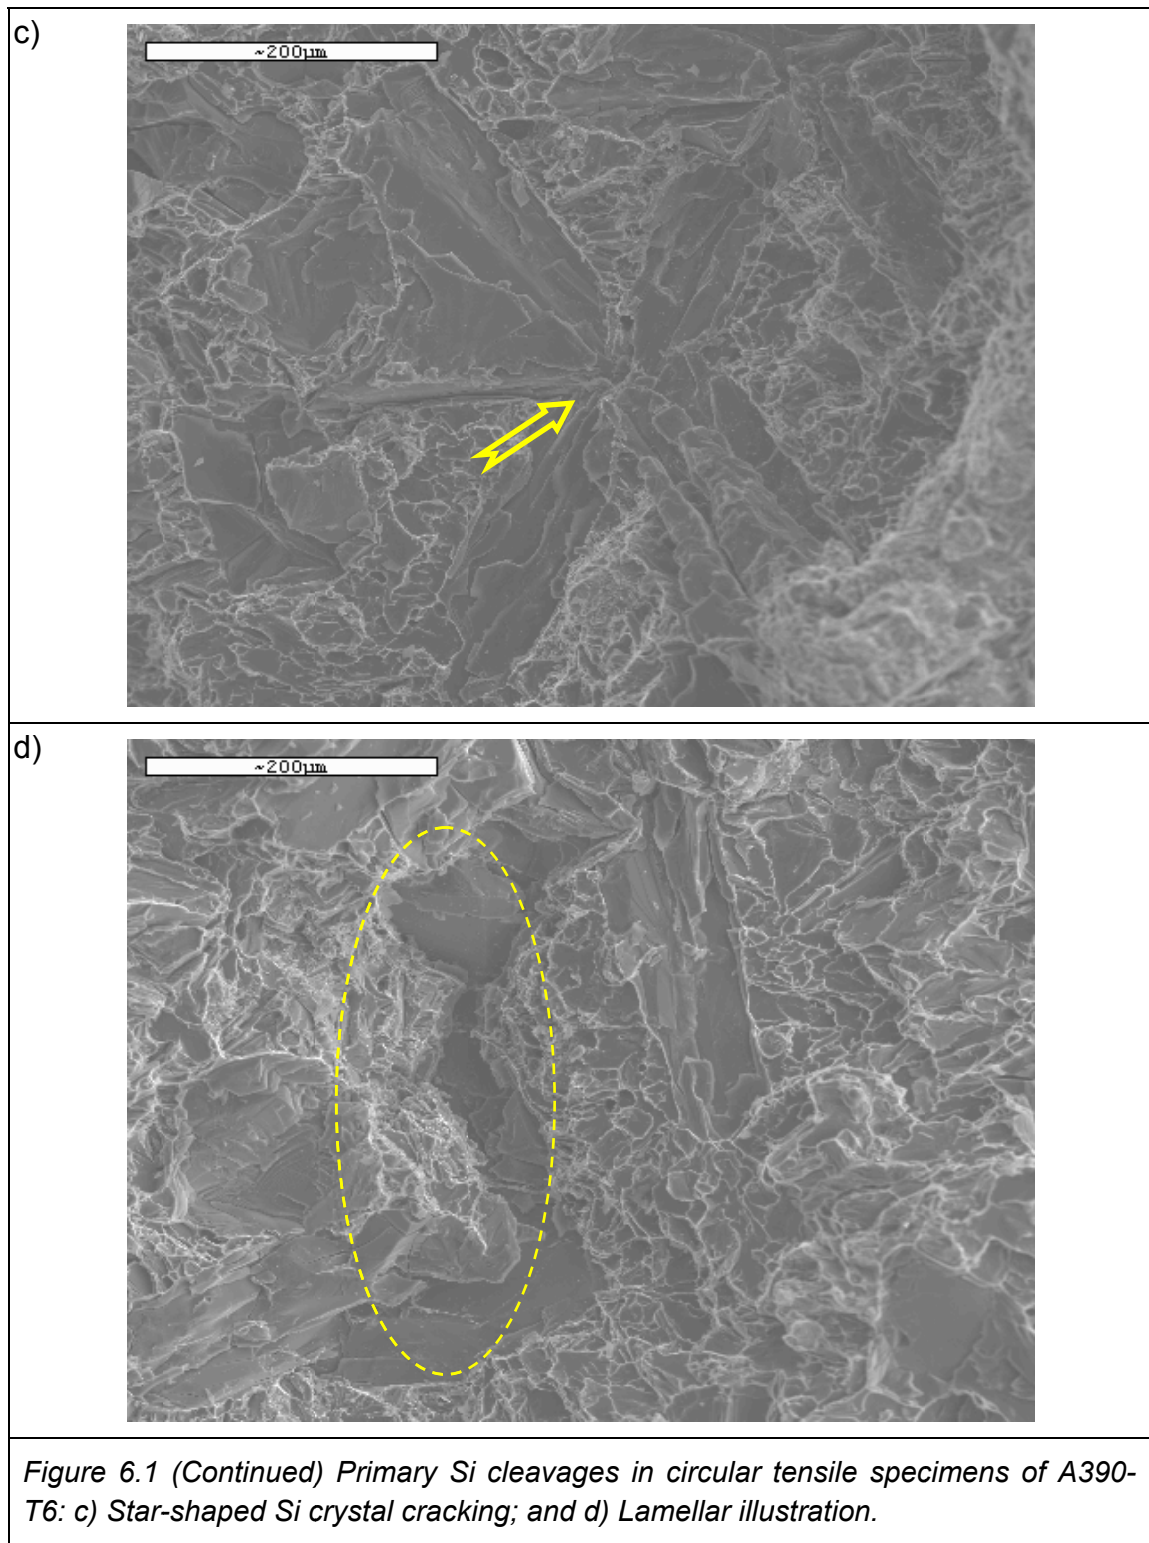 c)
~200µm
d)
~200µm
Figure 6.1 (Continued) Primary Si cleavages in circular tensile specimens of A390-
T6: c) Star-shaped Si crystal cracking; and d) Lamellar illustration.